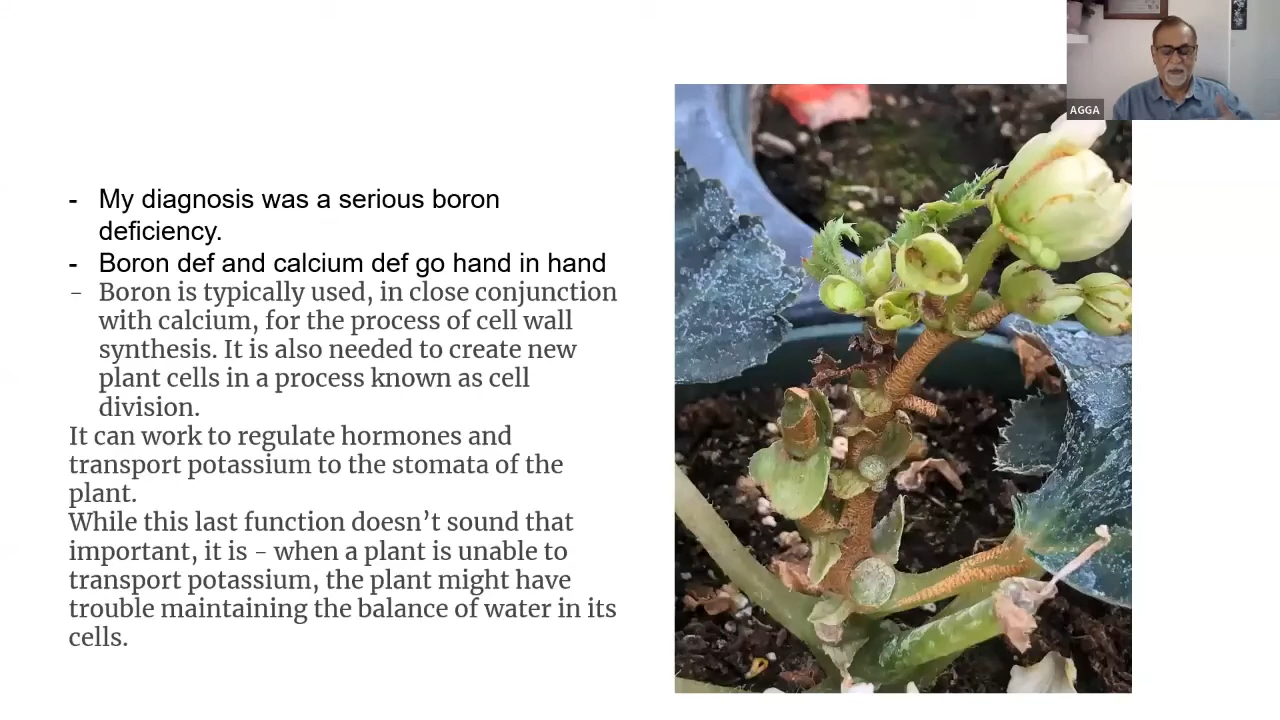 AGGA
- My diagnosis was a serious boron
deficiency.
- Boron def and calcium def go hand in hand
- Boron is typically used, in close conjunction
with calcium, for the process of cell wall
synthesis. It is also needed to create new
plant cells in a process known as cell
division.
It can work to regulate hormones and
transport potassium to the stomata of the
plant.
While this last function doesn’t sound that
important, it is – when a plant is unable to
transport potassium, the plant might have
trouble maintaining the balance of water in its
cells.